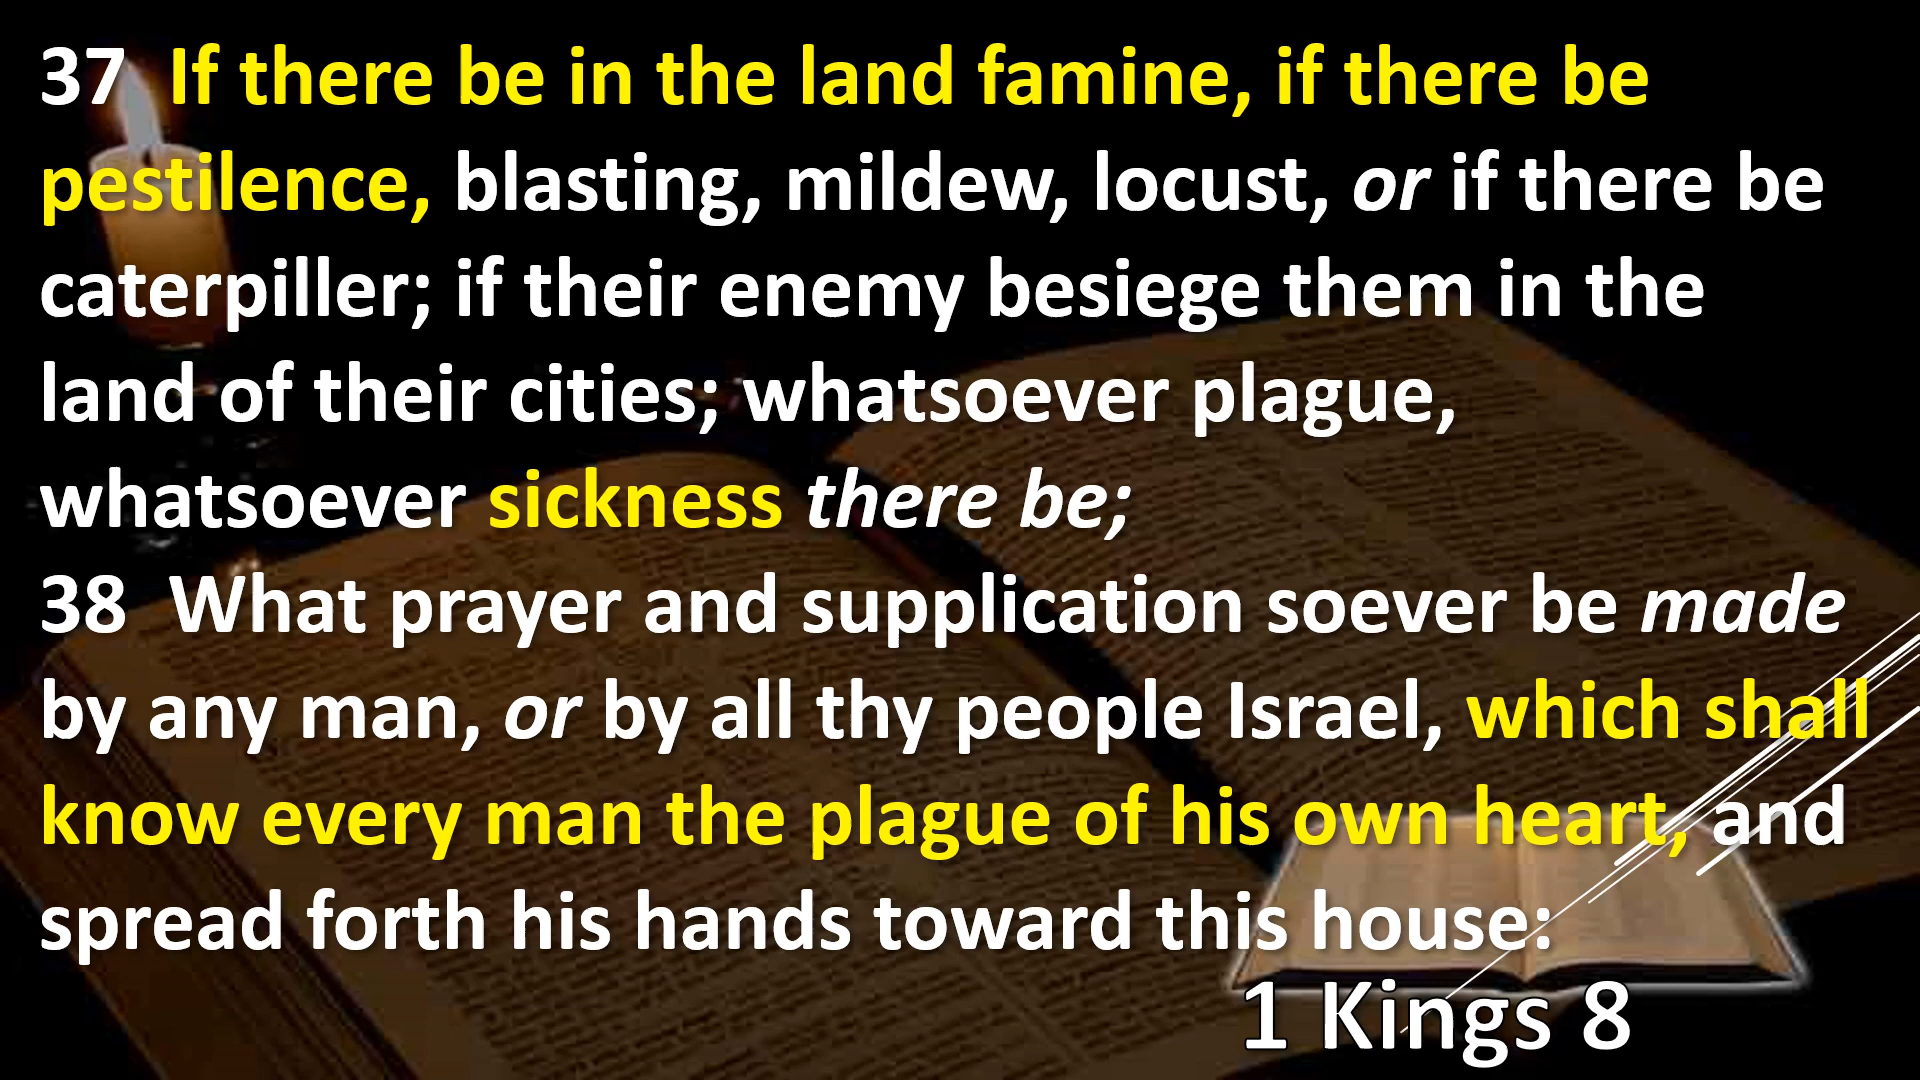 37  If there be in the land famine, if there be
pestilence, blasting, mildew, locust, or if there be
caterpiller; if their enemy besiege them in the
land of their cities; whatsoever plague,
whatsoever sickness there be;
38  What prayer and supplication soever be made
by any man, or by all thy people Israel, which shall
know every man the plague of his own heart, and
spread forth his hands toward this house:
1 Kings 8